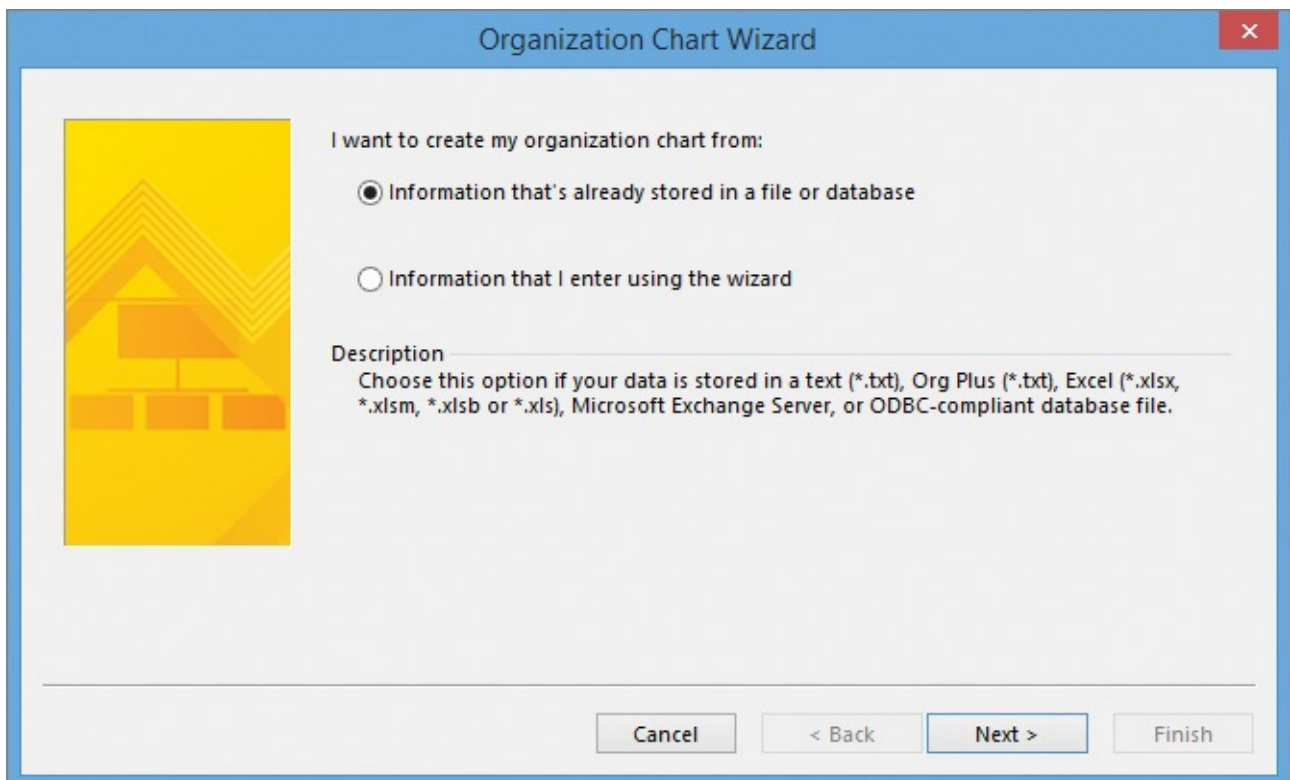 Organization Chart Wizard
I want to create my organization chart from:
Information that's already stored in a file or database
Information that I enter using the wizard
Description
Choose this option if your data is stored in a text (*.txt), Org Plus (*.txt), Excel (*.xlsx,
*.xlsm, *.xlsb or *.xls), Microsoft Exchange Server, or ODBC-compliant database file.
Cancel
< Back
Next >
Finish